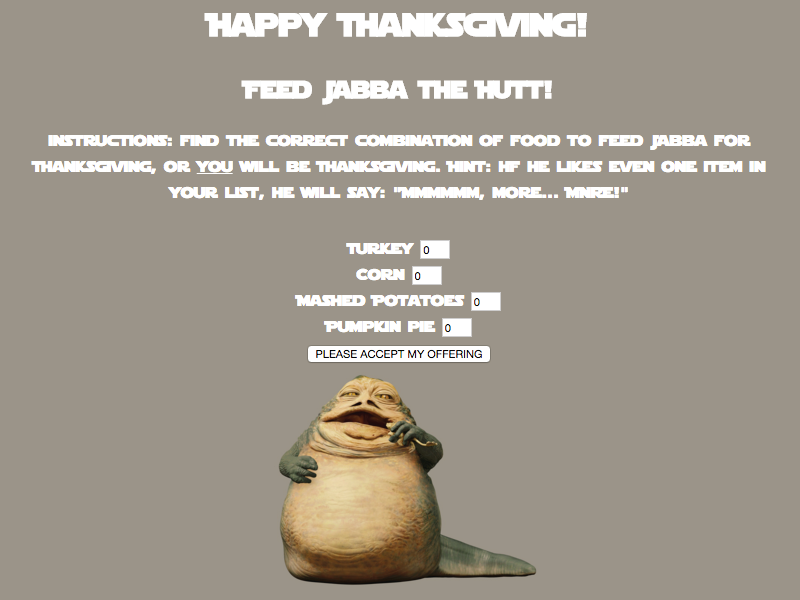 HAPPY THANKSGIVING!
FEED JABBA THE HUTT!
INSTRUCTIONS: FIND THE CORRECT COMBINATION OF FOOD TO FEED JABBA FOR
THANKSGIVING, OR YOU WILL BE THANKSGIVING. HINT: HF HE LIKES EVEN ONE ITEM IN
YOUR LIST, HE WILL SAY: "MMMMMM, MORE... MNRE!"
TURKEY 0
CORN 0
MASHED POTATOES 0
PUMPKIN PIE 0
PLEASE ACCEPT MY OFFERING